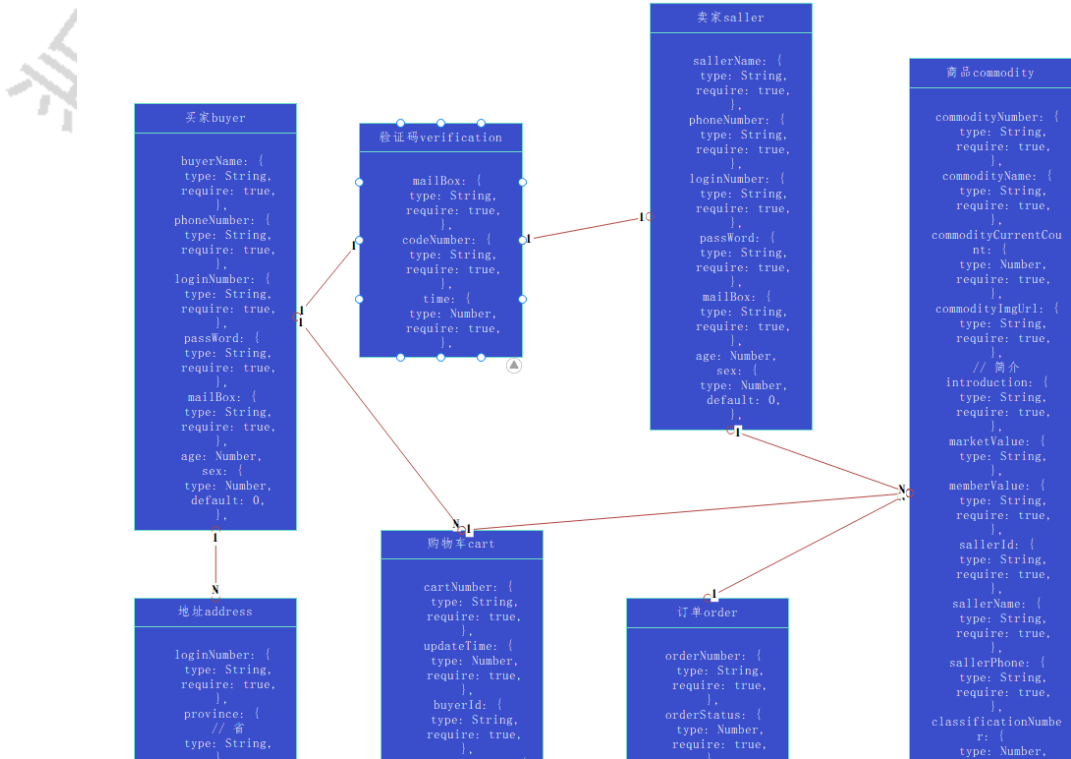 买家buyer
buyerName: {
type: String,
require: true,
},
phoneNumber: {
type: String,
require: true,
},
loginNumber: {
type: String,
require: true,
},
passWord: {
type: String,
require: true,
},
mailBox: {
type: String,
require: true,
},
age: Number,
sex: {
type: Number,
default: 0,
},
1
1
1
1
N
地址address
loginNumber: {
type: String,
require: true,
},
province: {
// 省
type: String,
}
验证码verification
mailBox: {
type: String,
require: true,
},
codeNumber: {
type: String,
require: true,
},
time: {
type: Number,
require: true,
},
1
1
N
1
购物车cart
cartNumber: {
type: String,
require: true,
},
updateTime: {
type: Number,
require: true,
},
buyerId: {
type: String,
require: true,
},
卖家saller
sallerName: {
type: String,
require: true,
},
phoneNumber: {
type: String,
require: true,
},
loginNumber: {
type: String,
require: true,
},
passWord: {
type: String,
require: true,
},
mailBox: {
type: String,
require: true,
},
age: Number,
sex: {
type: Number,
default: 0,
},
1
1
订单order
orderNumber: {
type: String,
require: true,
},
orderStatus: {
type: Number,
require: true,
},
N
商品commodity
commodityNumber: {
type: String,
require: true,
},
commodityName: {
type: String,
require: true,
},
commodityCurrentCou
nt: {
type: Number,
require: true,
},
commodityImgUrl: {
type: String,
require: true,
},
// 简介
introduction: {
type: String,
require: true,
},
marketValue: {
type: String,
},
memberValue: {
type: String,
require: true,
},
sallerId: {
type: String,
require: true,
},
sallerName: {
type: String,
require: true,
},
sallerPhone: {
type: String,
require: true,
},
classificationNumbe
r: {
type: Number,